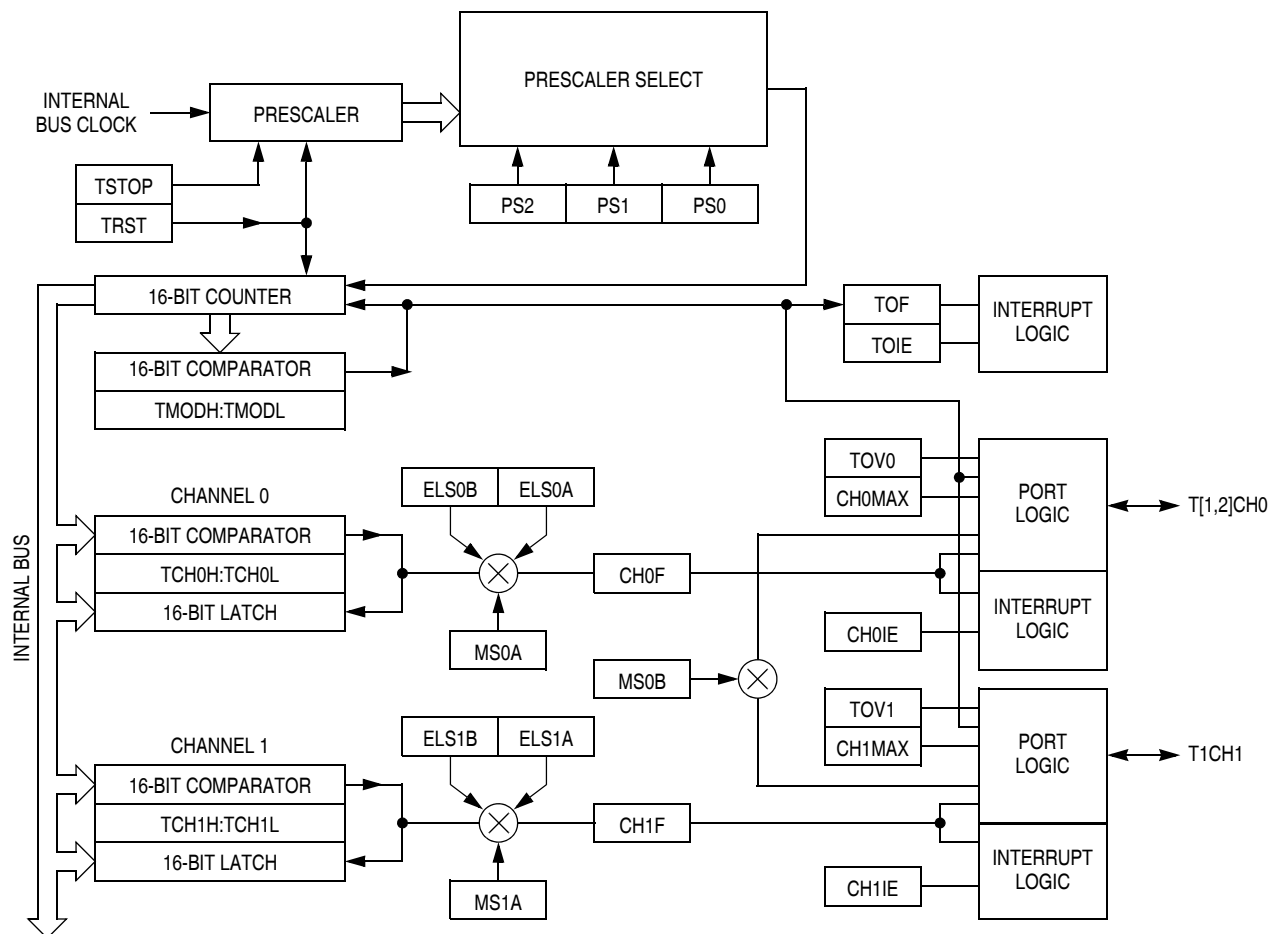 PRESCALER SELECT
INTERNAL
BUS CLOCK
PRESCALER
TSTOP
TRST
PS2
PS1
PS0
16-BIT COUNTER
TOF
TOIE
INTERRUPT
LOGIC
16-BIT COMPARATOR
TMODH:TMODL
INTERNAL BUS
CHANNEL 0
16-BIT COMPARATOR
TCH0H:TCH0L
16-BIT LATCH
ELS0B
ELS0A
MS0A
CH0F
TOV0
CH0MAX
PORT
LOGIC
T[1,2]CH0
INTERRUPT
LOGIC
CH0IE
MS0B
CHANNEL 1
16-BIT COMPARATOR
TCH1H:TCH1L
16-BIT LATCH
ELS1B
ELS1A
MS1A
CH1F
TOV1
CH1MAX
PORT
LOGIC
T1CH1
INTERRUPT
LOGIC
CH1IE